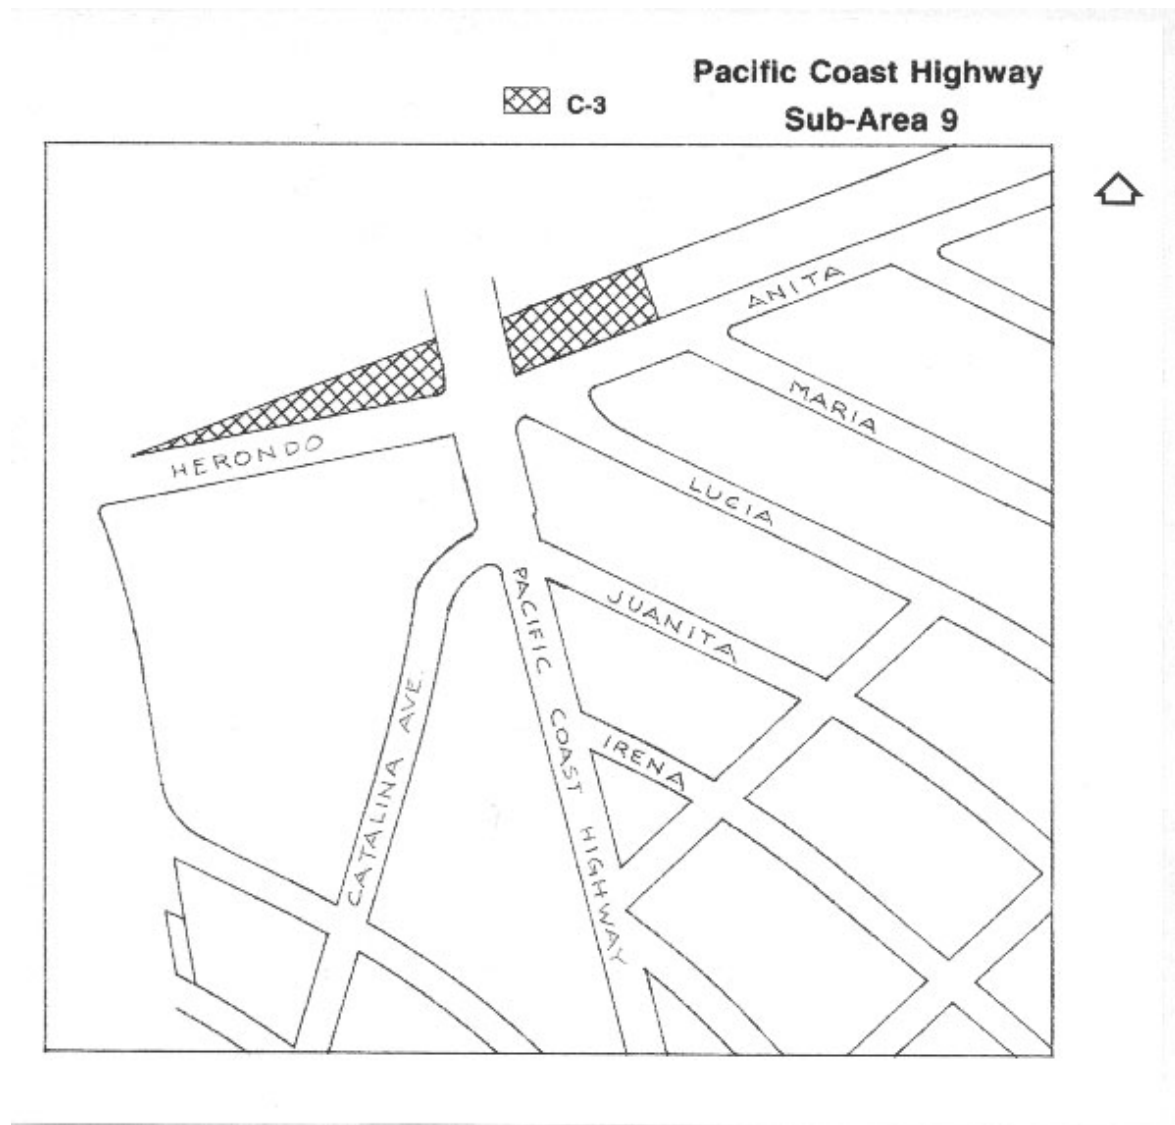 Pacific Coast Highway
C-3
Sub-Area 9
ANITA
MARIA
HERONDO
LUCIA
JUANITA
PACIFIC COAST HIGHWAY
IRENA
CATALINA AVE.